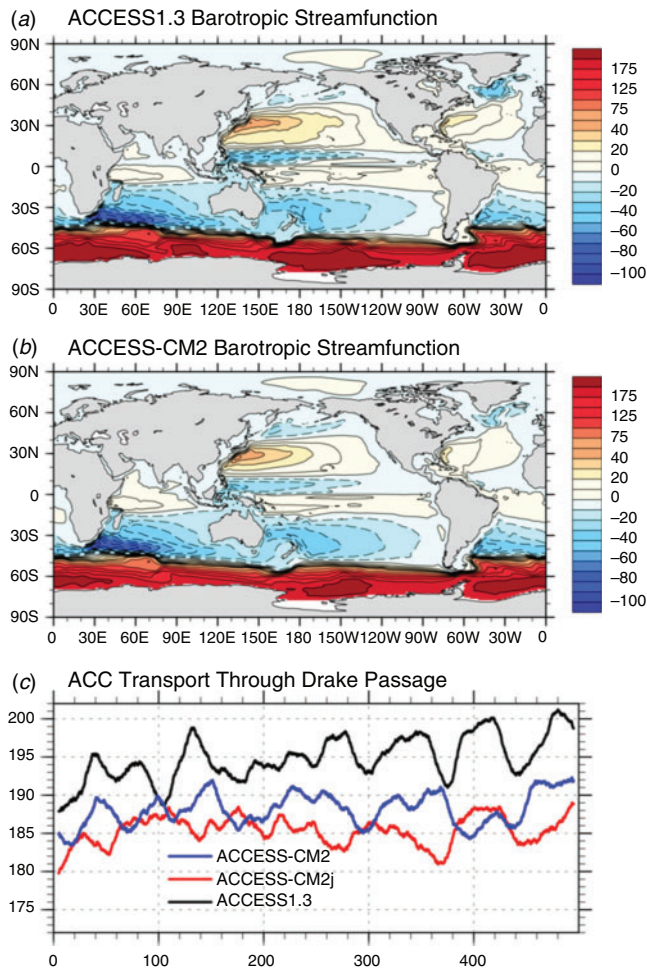 (a) ACCESS1.3 Barotropic Streamfunction
90N
60N
30N
0
30S
60S
90S
0 30E 60E 90E 120E 150E 180 150W 120W 90W 60W 30W 0
175
125
75
40
20
0
−20
−40
−60
−80
−100
(b) ACCESS-CM2 Barotropic Streamfunction
90N
60N
30N
0
30S
60S
90S
0 30E 60E 90E 120E 150E 180 150W 120W 90W 60W 30W 0
175
125
75
40
20
0
−20
−40
−60
−80
−100
(c) ACC Transport Through Drake Passage
200
195
190
185
180
175
ACCESS-CM2
ACCESS-CM2j
ACCESS1.3
0 100 200 300 400